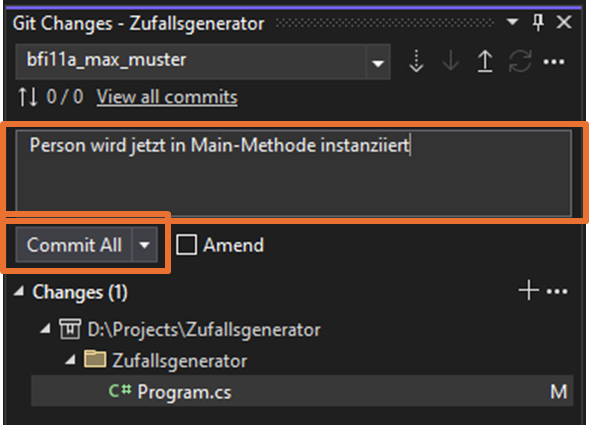 Git Changes - Zufallsgenerator
bfi11a_max_muster
0 / 0 View all commits
Person wird jetzt in Main-Methode instanziiert
Commit All Amend
Changes (1)
D:\Projects\Zufallsgenerator
Zufallsgenerator
C# Program.cs M